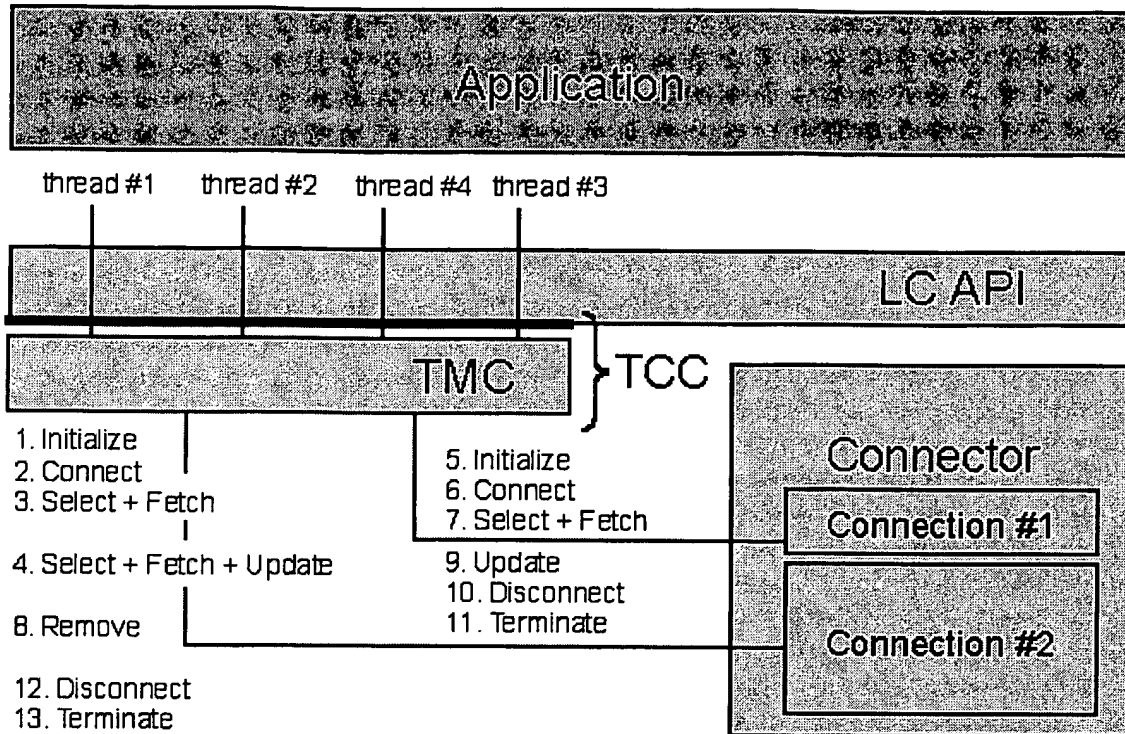 Application
thread #1 thread #2 thread #4 thread #3
LC API
TMC
TCC
1. Initialize
2. Connect
3. Select + Fetch
4. Select + Fetch + Update
8. Remove
12. Disconnect
13. Terminate
5. Initialize
6. Connect
7. Select + Fetch
9. Update
10. Disconnect
11. Terminate
Connector
Connection #1
Connection #2